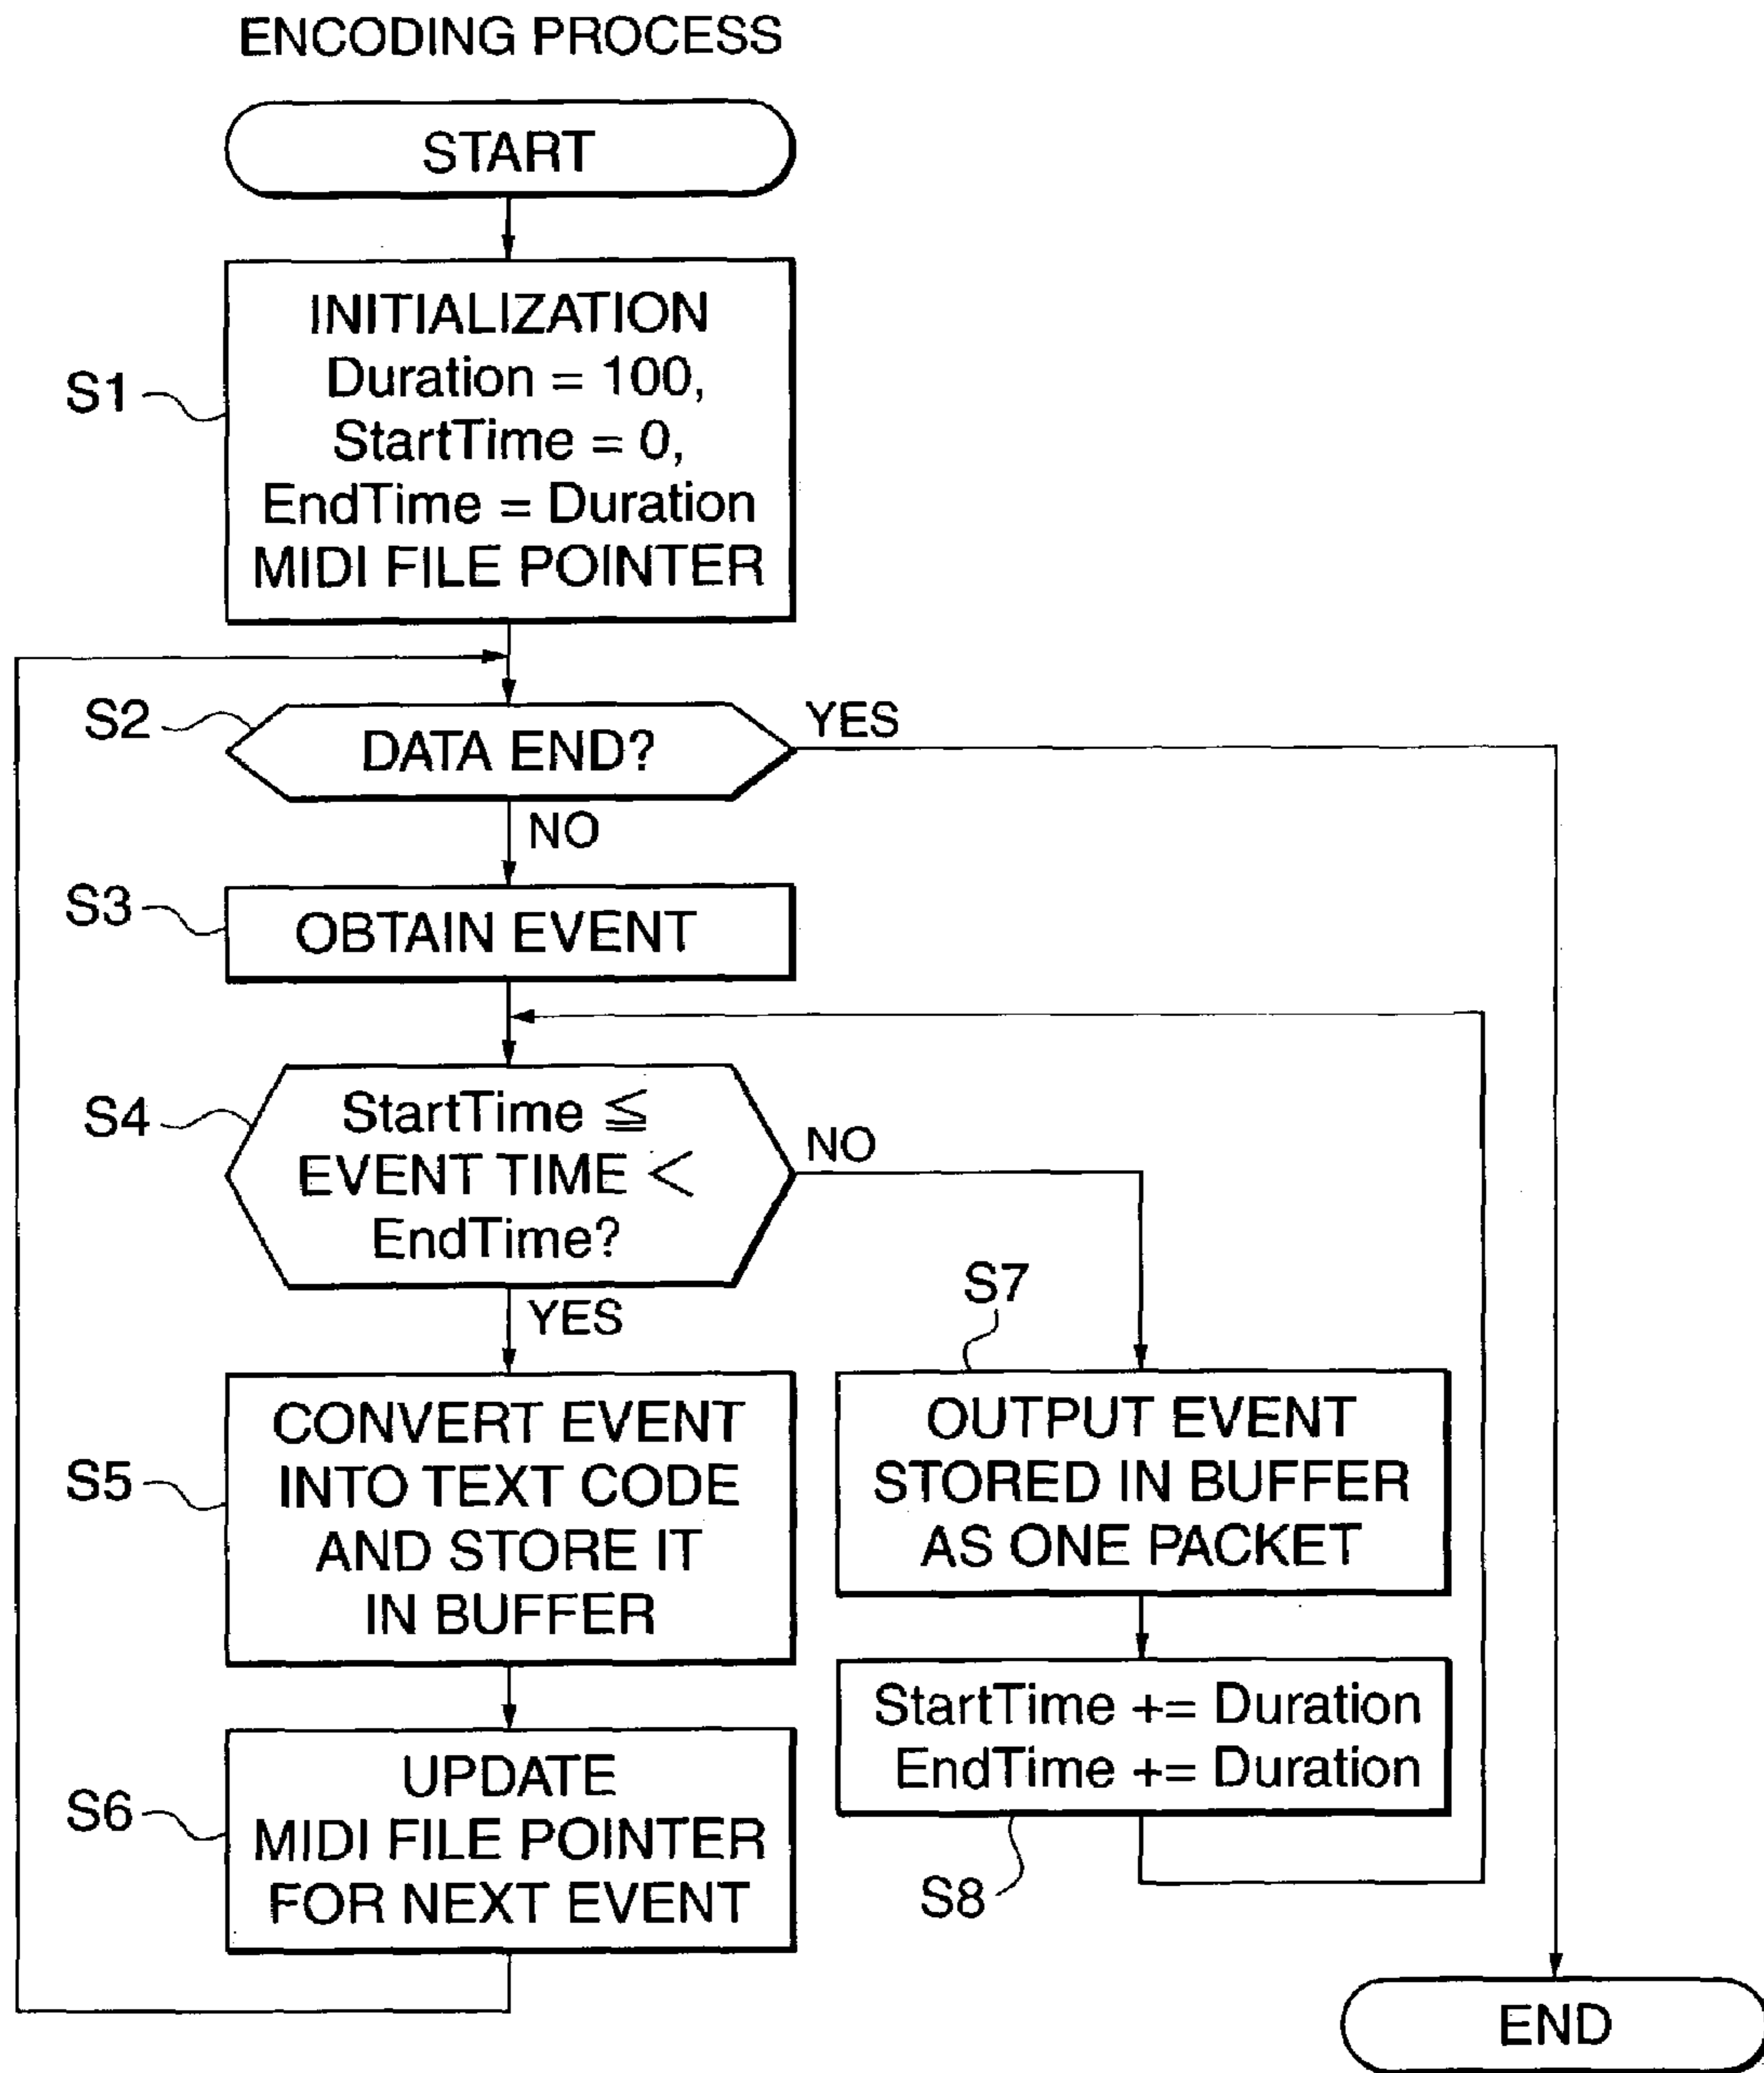 ENCODING PROCESS
START
S1
INITIALIZATION
Duration = 100,
StartTime = 0,
EndTime = Duration
MIDI FILE POINTER
S2
DATA END?
YES
NO
S3
OBTAIN EVENT
S4
StartTime ≦
EVENT TIME <
EndTime?
NO
YES
S5
CONVERT EVENT
INTO TEXT CODE
AND STORE IT
IN BUFFER
S6
UPDATE
MIDI FILE POINTER
FOR NEXT EVENT
S7
OUTPUT EVENT
STORED IN BUFFER
AS ONE PACKET
StartTime += Duration
EndTime += Duration
S8
END